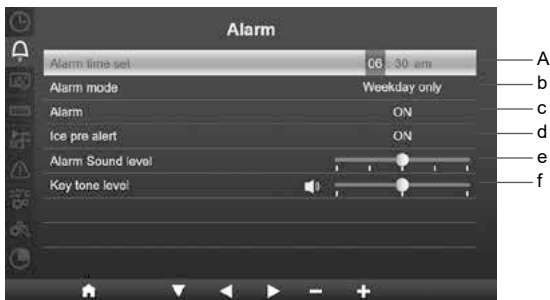 Alarm
Alarm time set 06 : 30 am A
Alarm mode Weekday only b
Alarm ON c
Ice pre alert ON d
Alarm Sound level e
Key tone level f